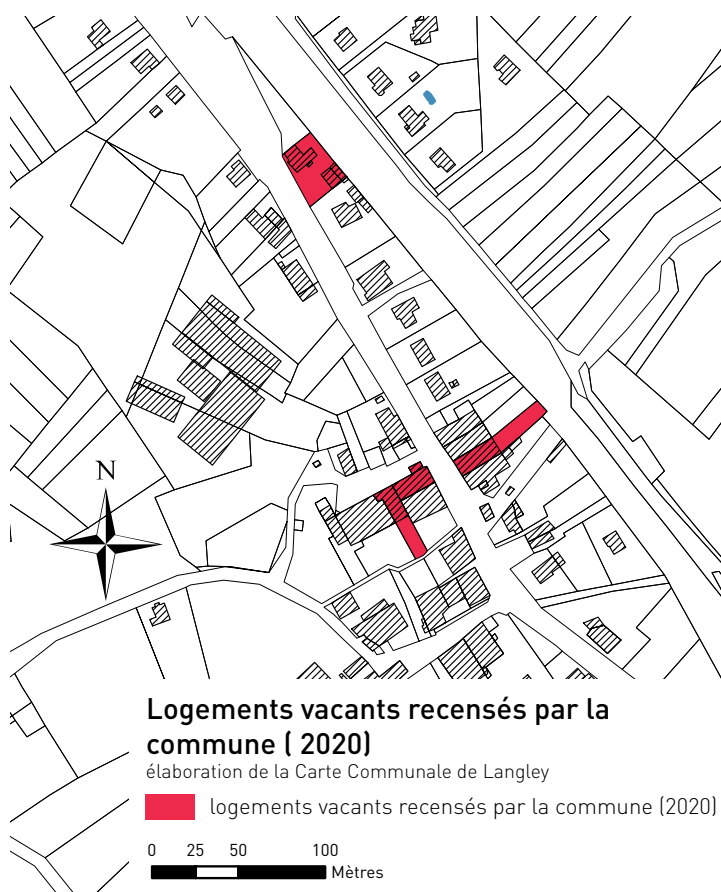 N
Logements vacants recensés par la
commune ( 2020)
élaboration de la Carte Communale de Langley
logements vacants recensés par la commune (2020)
0 25 50 100
Mètres